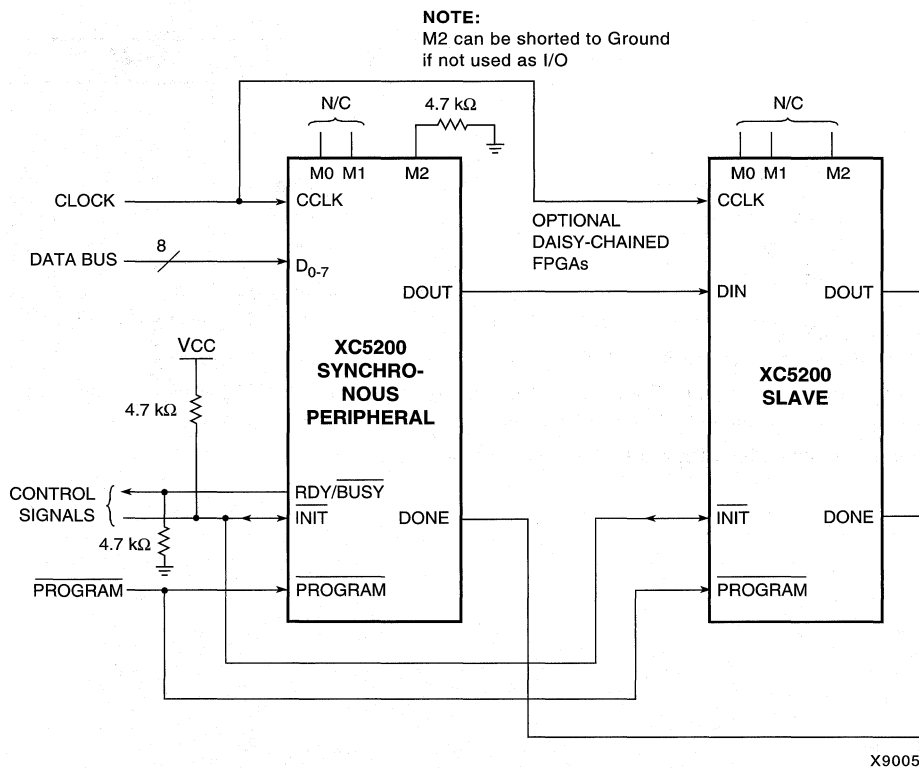 NOTE:
M2 can be shorted to Ground
if not used as I/O
N/C
4.7 kΩ
N/C
M0 M1
M2
M0 M1
M2
CLOCK
CCLK
CCLK
OPTIONAL
DAISY-CHAINED
FPGAs
8
DATA BUS
D0-7
DOUT
DIN
DOUT
VCC
XC5200
SYNCHRO-
NOUS
PERIPHERAL
XC5200
SLAVE
4.7 kΩ
CONTROL
SIGNALS
RDY/BUSY
INIT
DONE
INIT
DONE
4.7 kΩ
PROGRAM
PROGRAM
PROGRAM
X9005